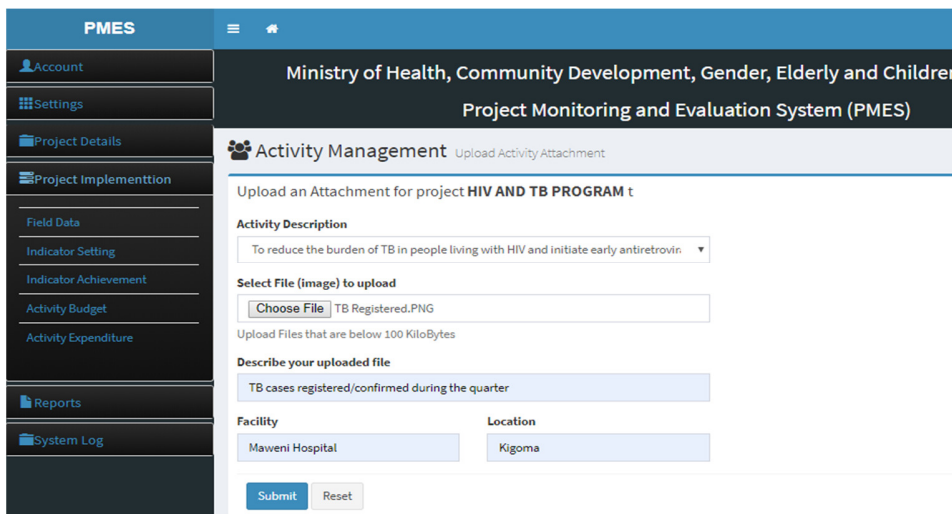 PMES
Account
Settings
Project Details
Project Implementtion
Field Data
Indicator Setting
Indicator Achievement
Activity Budget
Activity Expenditure
Reports
System Log
Ministry of Health, Community Development, Gender, Elderly and Children
Project Monitoring and Evaluation System (PMES)
Activity Management Upload Activity Attachment
Upload an Attachment for project HIV AND TB PROGRAM t
Activity Description
To reduce the burden of TB in people living with HIV and initiate early antiretrovira
Select File (image) to upload
Choose File TB Registered.PNG
Upload Files that are below 100 KiloBytes
Describe your uploaded file
TB cases registered/confirmed during the quarter
Facility Location
Maweni Hospital Kigoma
Submit Reset